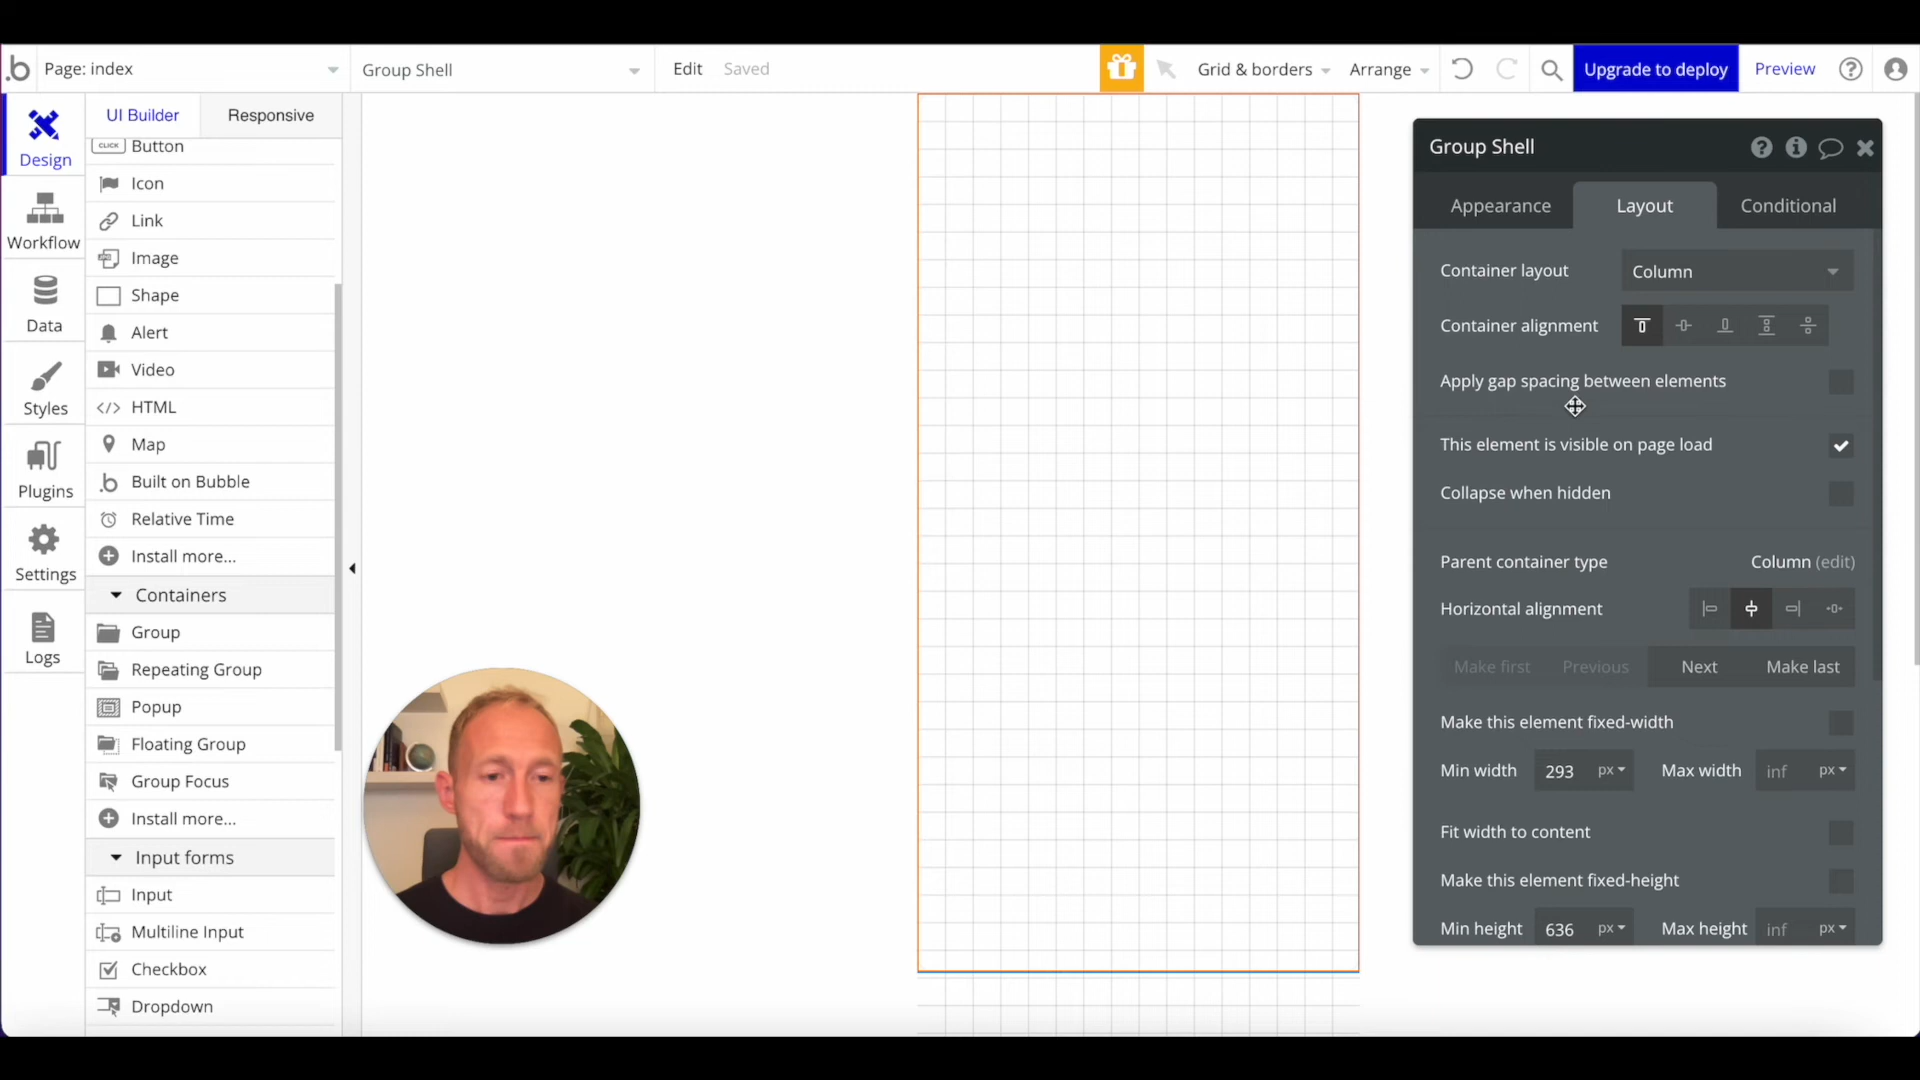 b Page: index
Group Shell
Edit
Saved
Grid & borders
Arrange
Upgrade to deploy
Preview
Design
Workflow
Data
Styles
Plugins
Settings
Logs
UI Builder
Responsive
CLICK Button
Icon
Link
Image
Shape
Alert
Video
</> HTML
Map
b Built on Bubble
Relative Time
Install more...
Containers
Group
Repeating Group
Popup
Floating Group
Group Focus
Install more...
Input forms
Input
Multiline Input
Checkbox
Dropdown
Group Shell
Appearance
Layout
Conditional
Container layout
Column
Container alignment
Apply gap spacing between elements
This element is visible on page load
Collapse when hidden
Parent container type
Column (edit)
Horizontal alignment
Make first
Previous
Next
Make last
Make this element fixed-width
Min width 293 px
Max width inf px
Fit width to content
Make this element fixed-height
Min height 636 px
Max height inf px